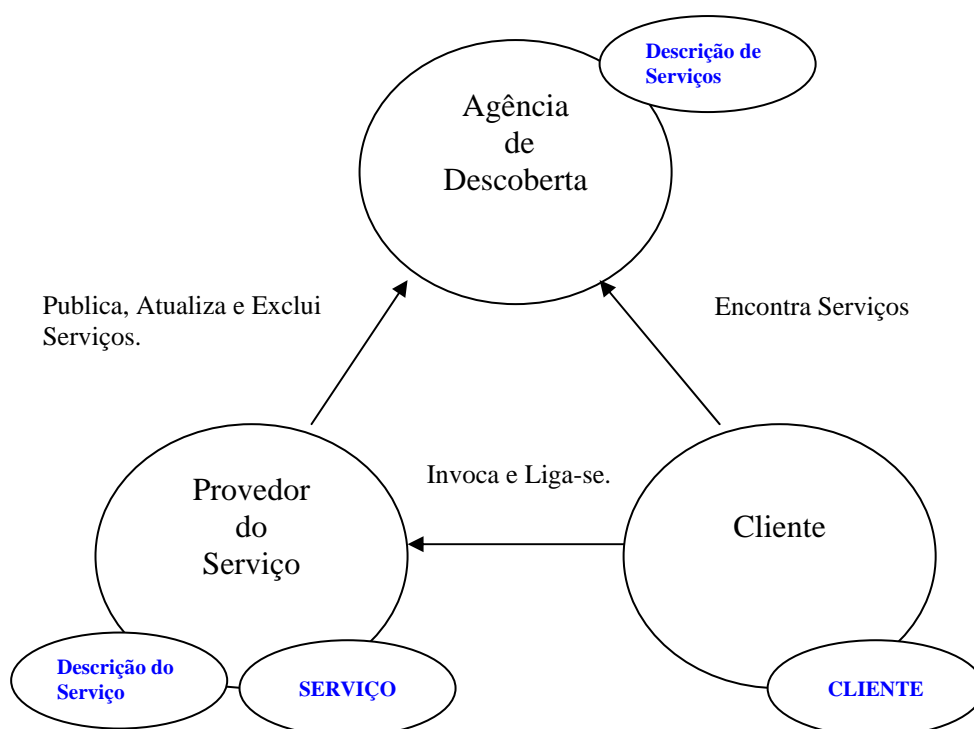 Descrição de
Serviços
Agência
de
Descoberta
Publica, Atualiza e Exclui
Serviços.
Encontra Serviços
Invoca e Liga-se.
Provedor
do
Serviço
Cliente
Descrição do
Serviço
SERVIÇO
CLIENTE